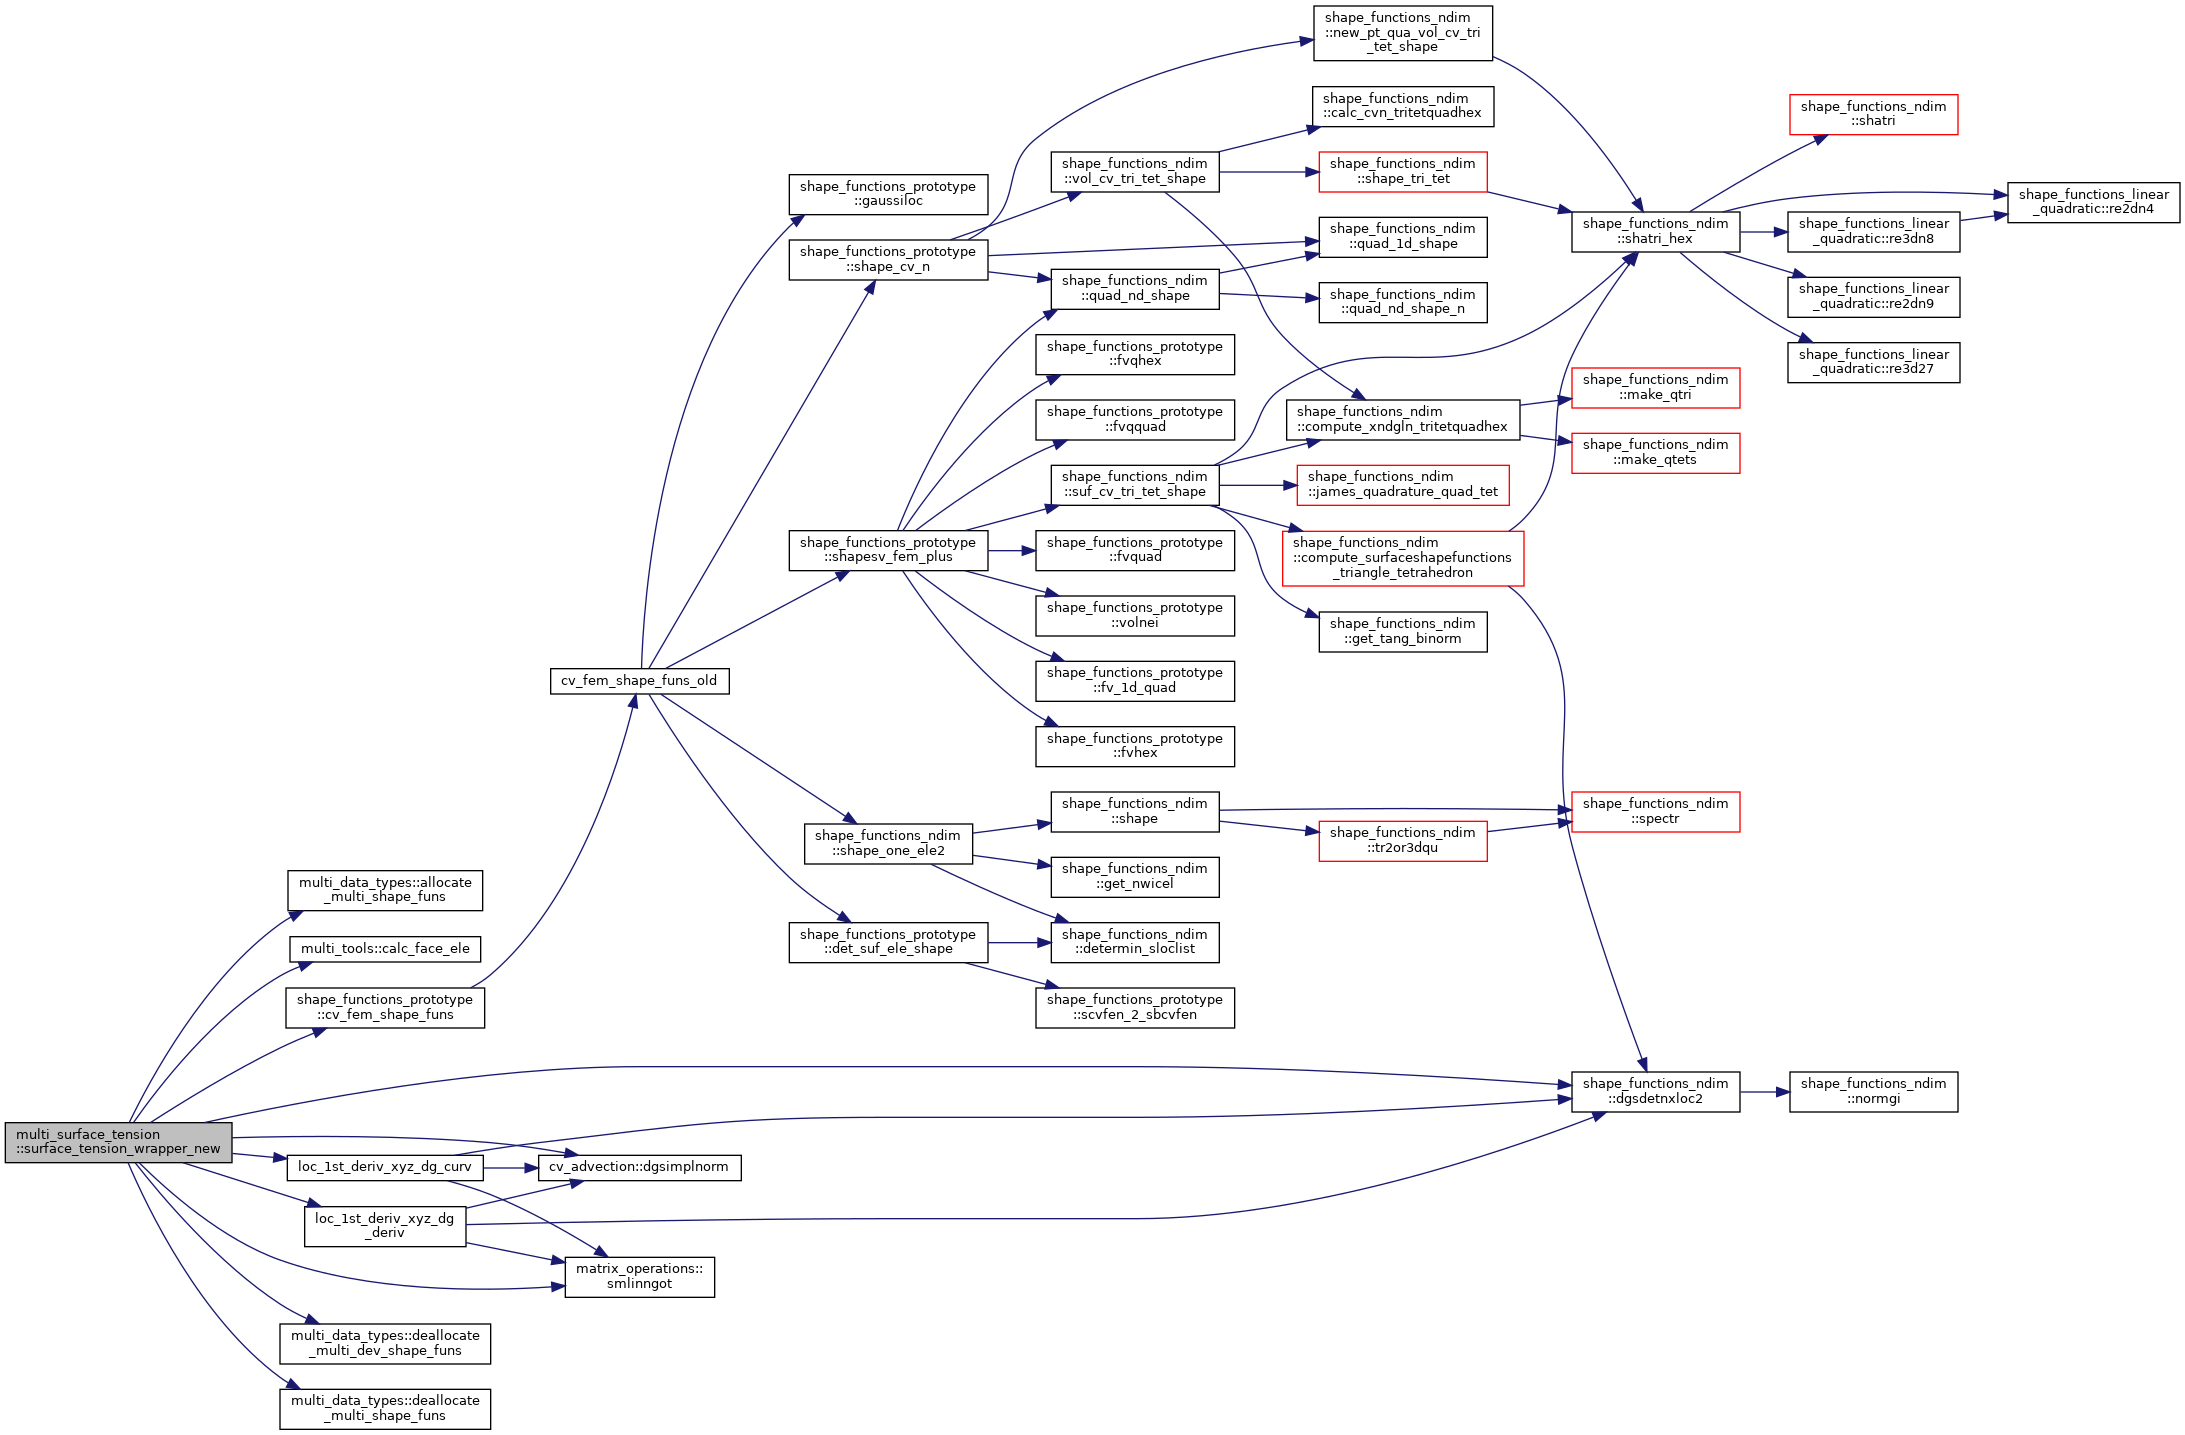 shape_functions_ndim
::new_pt_qua_vol_cv_tri
_tet_shape
shape_functions_ndim
::calc_cvn_tritetquadhex
shape_functions_ndim
::shatri
shape_functions_prototype
::gaussiloc
shape_functions_ndim
::vol_cv_tri_tet_shape
shape_functions_ndim
::shape_tri_tet
shape_functions_linear
_quadratic::re2dn4
shape_functions_prototype
::shape_cv_n
shape_functions_ndim
::quad_1d_shape
shape_functions_ndim
::shatri_hex
shape_functions_linear
_quadratic::re3dn8
shape_functions_ndim
::quad_nd_shape
shape_functions_ndim
::quad_nd_shape_n
shape_functions_linear
_quadratic::re2dn9
shape_functions_prototype
::fvqhex
shape_functions_linear
_quadratic::re3d27
shape_functions_prototype
::fvqquad
shape_functions_ndim
::compute_xndgln_tritetquadhex
shape_functions_ndim
::make_qtri
shape_functions_ndim
::make_qtets
shape_functions_ndim
::suf_cv_tri_tet_shape
shape_functions_ndim
::james_quadrature_quad_tet
shape_functions_prototype
::shapesv_fem_plus
shape_functions_prototype
::fvquad
shape_functions_ndim
::compute_surfaceshapefunctions
_triangle_tetrahedron
shape_functions_prototype
::volnei
shape_functions_ndim
::get_tang_binorm
cv_fem_shape_funs_old
shape_functions_prototype
::fv_1d_quad
shape_functions_prototype
::fvhex
shape_functions_ndim
::shape_one_ele2
shape_functions_ndim
::shape
shape_functions_ndim
::tr2or3dqu
shape_functions_ndim
::spectr
shape_functions_ndim
::get_nwicel
multi_data_types::allocate
_multi_shape_funs
multi_tools::calc_face_ele
shape_functions_prototype
::det_suf_ele_shape
shape_functions_ndim
::determin_sloclist
shape_functions_prototype
::cv_fem_shape_funs
shape_functions_prototype
::scvfen_2_sbcvfen
shape_functions_ndim
::dgsdetnxloc2
shape_functions_ndim
::normgi
multi_surface_tension
::surface_tension_wrapper_new
loc_1st_deriv_xyz_dg_curv
cv_advection::dgsimplnorm
loc_1st_deriv_xyz_dg
_deriv
matrix_operations::
smlinngot
multi_data_types::deallocate
_multi_dev_shape_funs
multi_data_types::deallocate
_multi_shape_funs